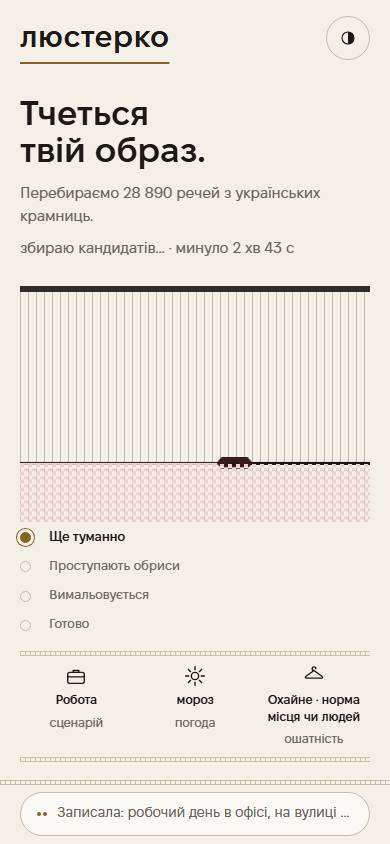 люстерко
Тчеться
твій образ.
Перебираємо 28 890 речей з українських
крамниць.
збираю кандидатів... · минуло 2 хв 43 с
Ще туманно
Проступають обриси
Вимальовується
Готово
Робота
сценарій
мороз
погода
Охайне · норма
місця чи людей
ошатність
Записала: робочий день в офісі, на вулиці ...